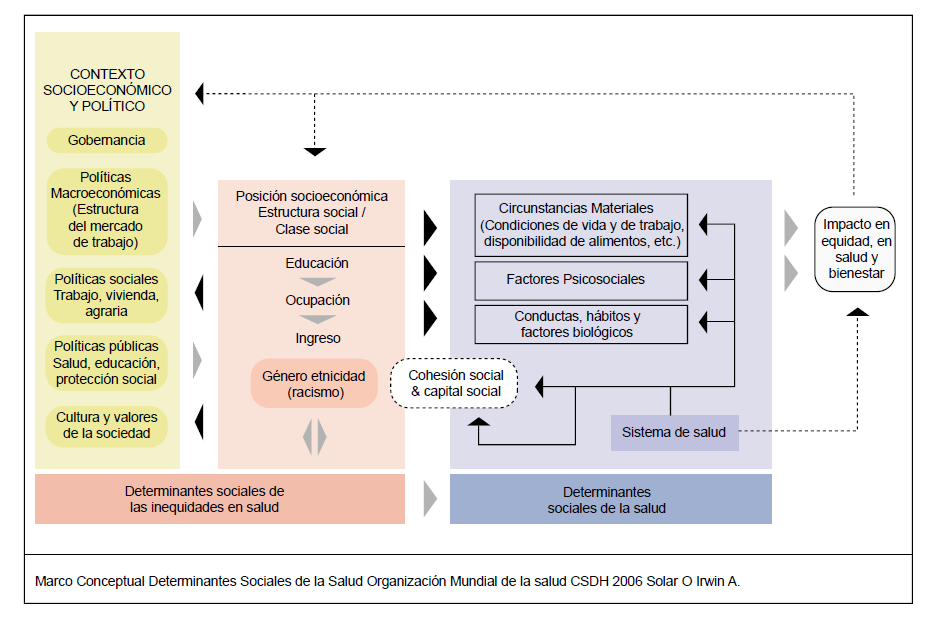 CONTEXTO
SOCIOECONÓMICO
Y POLÍTICO
Gobernancia
Políticas
Macroeconómicas
(Estructura
del mercado
de trabajo)
Políticas sociales
Trabajo, vivienda,
agraria
Políticas públicas
Salud, educación,
protección social
Cultura y valores
de la sociedad
Posición socioeconómica
Estructura social /
Clase social
Educación
Ocupación
Ingreso
Género etnicidad
(racismo)
Circunstancias Materiales
(Condiciones de vida y de trabajo,
disponibilidad de alimentos, etc.)
Factores Psicosociales
Conductas, hábitos y
factores biológicos
Cohesión social
& capital social
Sistema de salud
Impacto en
equidad, en
salud y
bienestar
Determinantes sociales de
las inequidades en salud
Determinantes
sociales de la salud
Marco Conceptual Determinantes Sociales de la Salud Organización Mundial de la salud CSDH 2006 Solar O Irwin A.